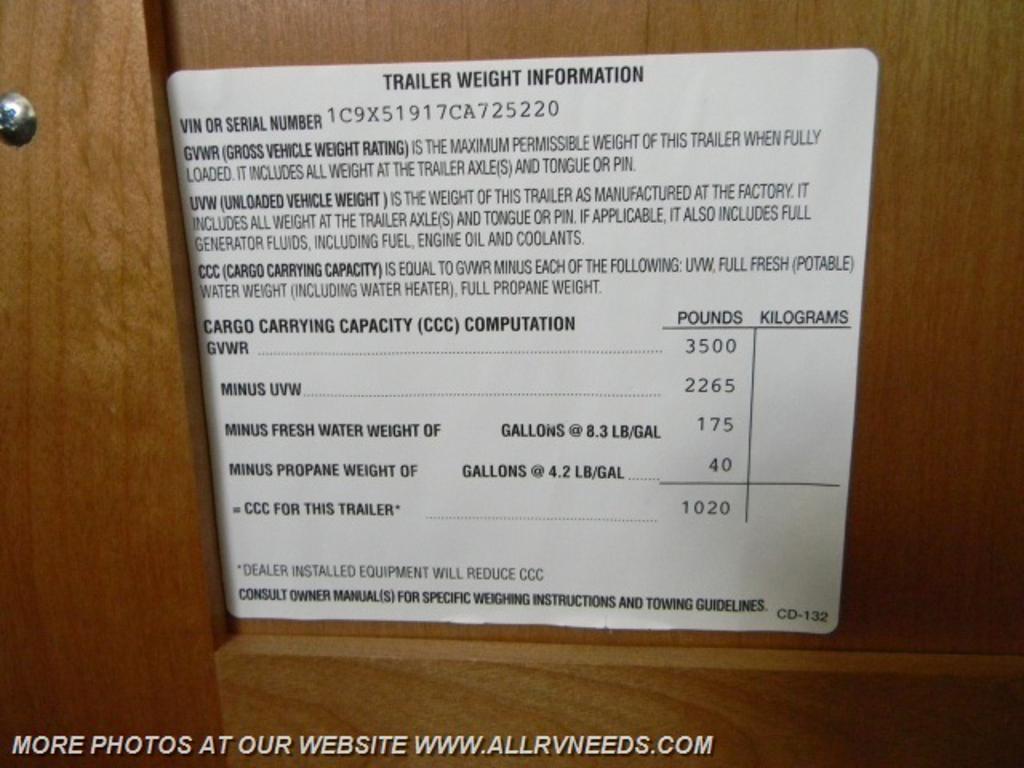 TRAILER WEIGHT INFORMATION
VIN OR SERIAL NUMBER 1C9X51917CA725220
GVWR (GROSS VEHICLE WEIGHT RATING) IS THE MAXIMUM PERMISSIBLE WEIGHT OF THIS TRAILER WHEN FULLY
LOADED. IT INCLUDES ALL WEIGHT AT THE TRAILER AXLE(S) AND TONGUE OR PIN.
UVW (UNLOADED VEHICLE WEIGHT ) IS THE WEIGHT OF THIS TRAILER AS MANUFACTURED AT THE FACTORY. IT
INCLUDES ALL WEIGHT AT THE TRAILER AXLE(S) AND TONGUE OR PIN. IF APPLICABLE, IT ALSO INCLUDES FULL
GENERATOR FLUIDS, INCLUDING FUEL, ENGINE OIL AND COOLANTS.
CCC (CARGO CARRYING CAPACITY) IS EQUAL TO GVWR MINUS EACH OF THE FOLLOWING: UVW, FULL FRESH (POTABLE)
WATER WEIGHT (INCLUDING WATER HEATER), FULL PROPANE WEIGHT.
CARGO CARRYING CAPACITY (CCC) COMPUTATION POUNDS KILOGRAMS
GVWR 3500
MINUS UVW 2265
MINUS FRESH WATER WEIGHT OF GALLONS @ 8.3 LB/GAL 175
MINUS PROPANE WEIGHT OF GALLONS @ 4.2 LB/GAL 40
= CCC FOR THIS TRAILER* 1020
*DEALER INSTALLED EQUIPMENT WILL REDUCE CCC
CONSULT OWNER MANUAL(S) FOR SPECIFIC WEIGHING INSTRUCTIONS AND TOWING GUIDELINES. CD-132
MORE PHOTOS AT OUR WEBSITE WWW.ALLRVNEEDS.COM